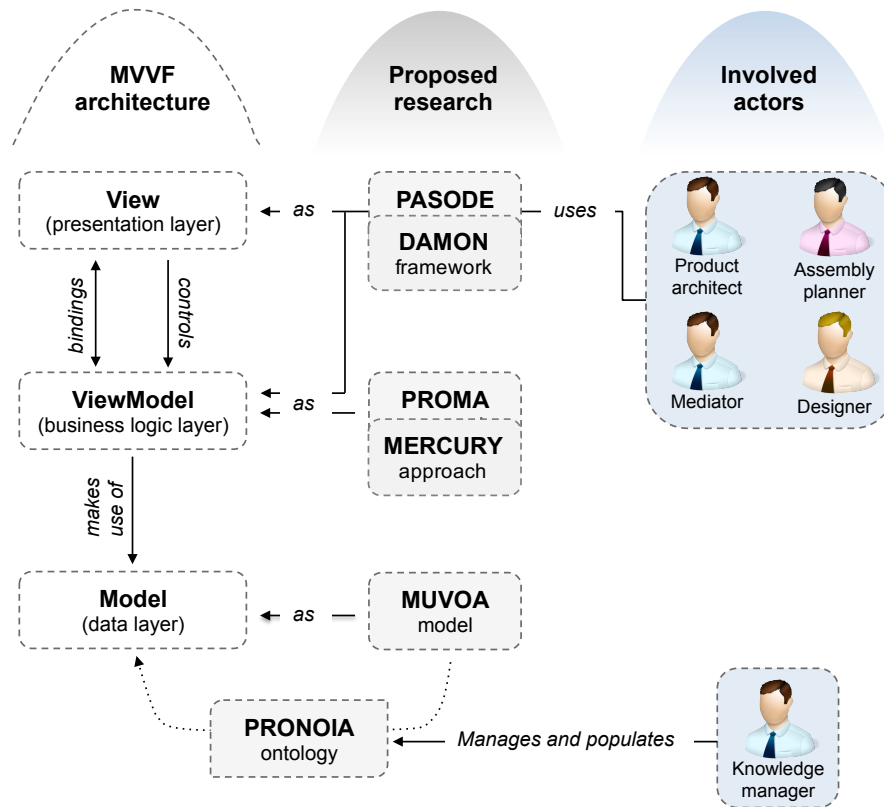 MVVF
architecture
Proposed
research
Involved
actors
View
(presentation layer)
as
PASODE
DAMON
framework
uses
Product
architect
Assembly
planner
Mediator
Designer
bindings
controls
ViewModel
(business logic layer)
as
PROMA
MERCURY
approach
makes
use of
Model
(data layer)
as
MUVOA
model
PRONOIA
ontology
Manages and populates
Knowledge
manager